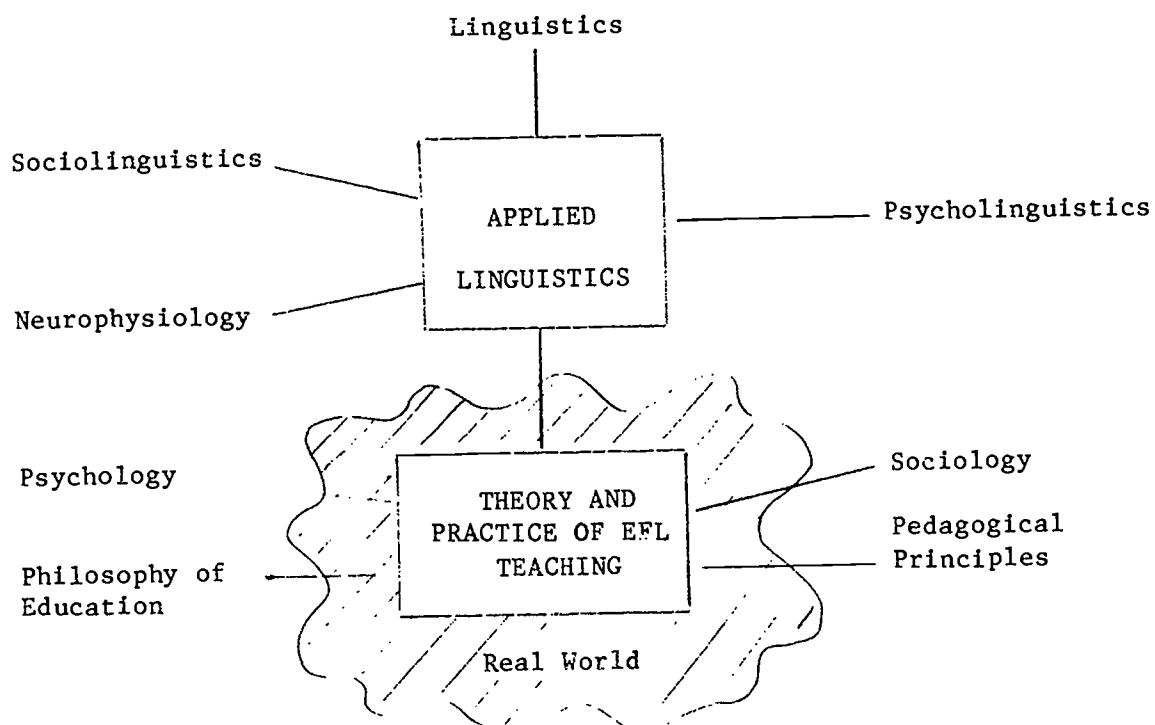 Linguistics
Sociolinguistics
APPLIED
LINGUISTICS
Psycholinguistics
Neurophysiology
Psychology
Sociology
THEORY AND
PRACTICE OF EFL
TEACHING
Pedagogical
Principles
Philosophy of
Education
Real World